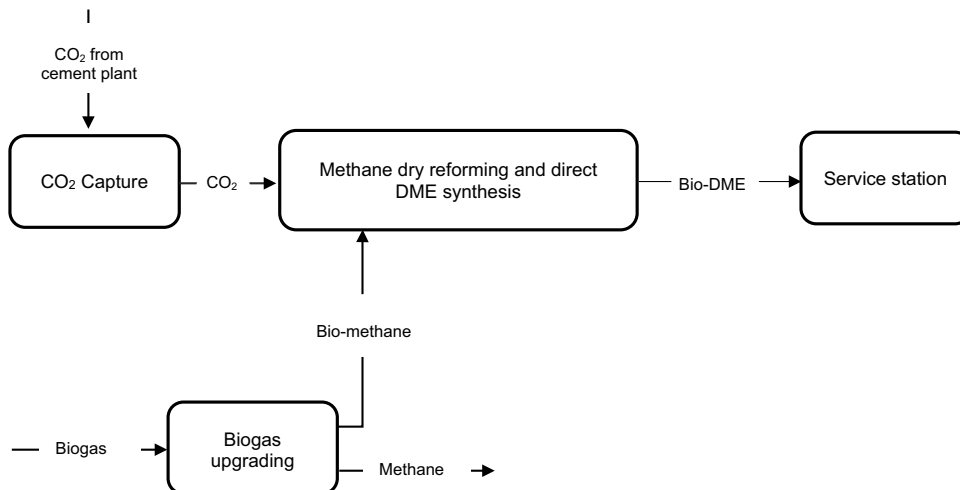 CO₂ from
cement plant
CO₂ Capture
CO₂
Methane dry reforming and direct
DME synthesis
Bio-DME
Service station
Bio-methane
Biogas
Biogas
upgrading
Methane